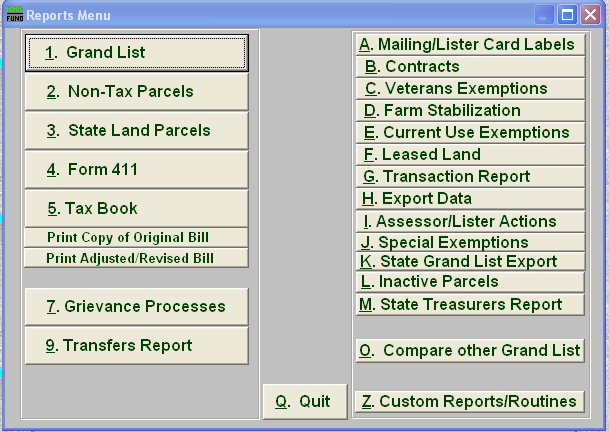 Reports Menu
1. Grand List
2. Non-Tax Parcels
3. State Land Parcels
4. Form 411
5. Tax Book
Print Copy of Original Bill
Print Adjusted/Revised Bill
7. Grievance Processes
9. Transfers Report
A. Mailing/Lister Card Labels
B. Contracts
C. Veterans Exemptions
D. Farm Stabilization
E. Current Use Exemptions
F. Leased Land
G. Transaction Report
H. Export Data
I. Assessor/Lister Actions
J. Special Exemptions
K. State Grand List Export
L. Inactive Parcels
M. State Treasurers Report
O. Compare other Grand List
Q. Quit
Z. Custom Reports/Routines